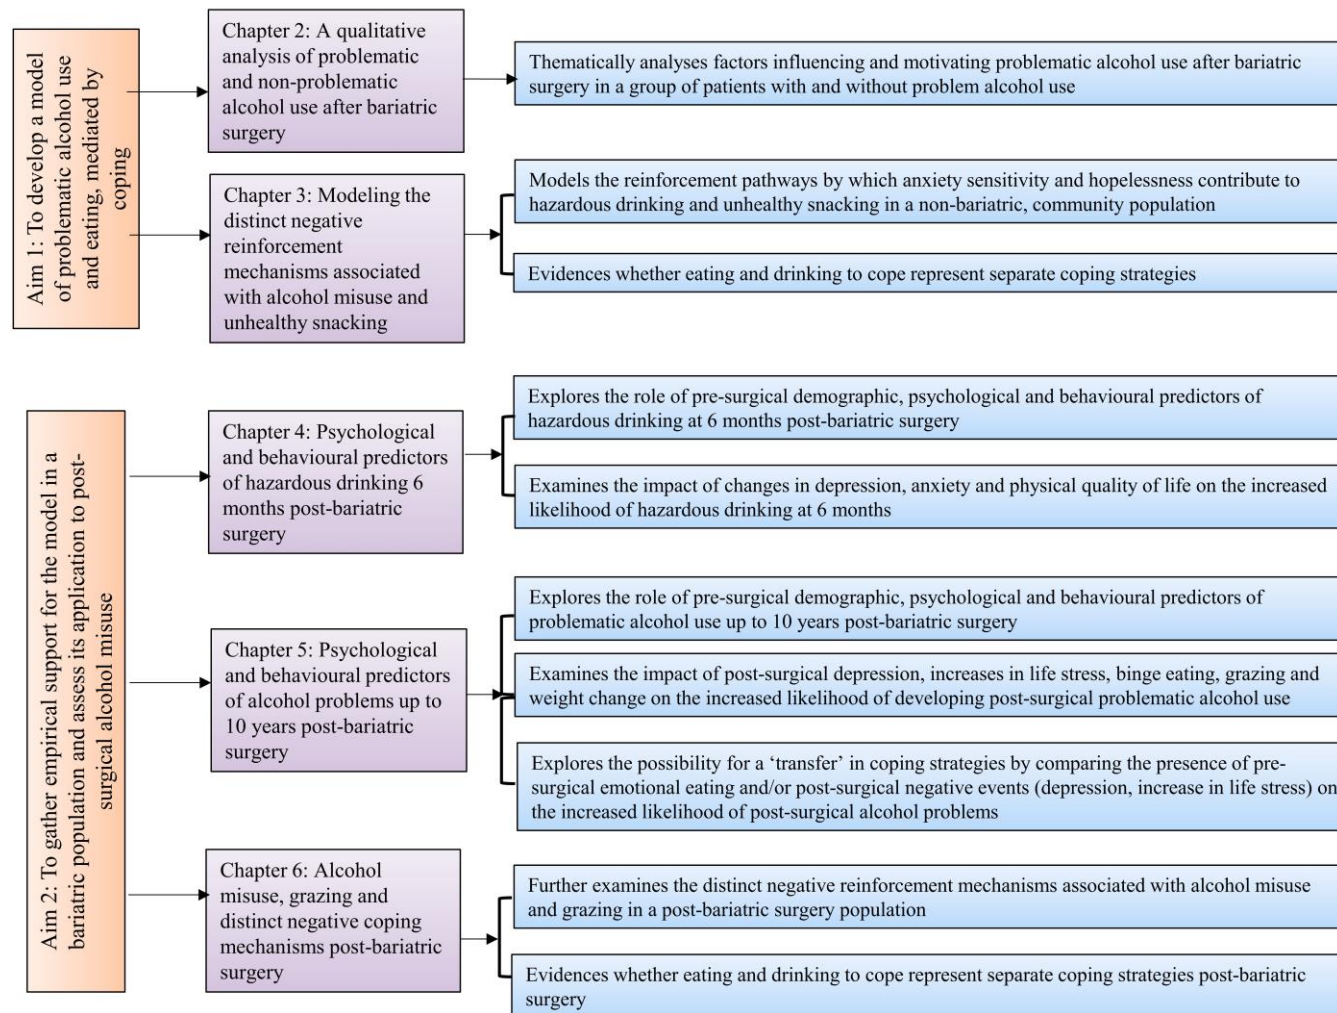 Aim 1: To develop a model
of problematic alcohol use
and eating, mediated by
coping
Chapter 2: A qualitative
analysis of problematic
and non-problematic
alcohol use after bariatric
surgery
Thematically analyses factors influencing and motivating problematic alcohol use after bariatric
surgery in a group of patients with and without problem alcohol use
Chapter 3: Modeling the
distinct negative
reinforcement
mechanisms associated
with alcohol misuse and
unhealthy snacking
Models the reinforcement pathways by which anxiety sensitivity and hopelessness contribute to
hazardous drinking and unhealthy snacking in a non-bariatric, community population
Evidences whether eating and drinking to cope represent separate coping strategies
Aim 2: To gather empirical support for the model in a
bariatric population and assess its application to post-
surgical alcohol misuse
Chapter 4: Psychological
and behavioural predictors
of hazardous drinking 6
months post-bariatric
surgery
Explores the role of pre-surgical demographic, psychological and behavioural predictors of
hazardous drinking at 6 months post-bariatric surgery
Examines the impact of changes in depression, anxiety and physical quality of life on the increased
likelihood of hazardous drinking at 6 months
Chapter 5: Psychological
and behavioural predictors
of alcohol problems up to
10 years post-bariatric
surgery
Explores the role of pre-surgical demographic, psychological and behavioural predictors of
problematic alcohol use up to 10 years post-bariatric surgery
Examines the impact of post-surgical depression, increases in life stress, binge eating, grazing and
weight change on the increased likelihood of developing post-surgical problematic alcohol use
Explores the possibility for a ‘transfer’ in coping strategies by comparing the presence of pre-
surgical emotional eating and/or post-surgical negative events (depression, increase in life stress) on
the increased likelihood of post-surgical alcohol problems
Chapter 6: Alcohol
misuse, grazing and
distinct negative coping
mechanisms post-bariatric
surgery
Further examines the distinct negative reinforcement mechanisms associated with alcohol misuse
and grazing in a post-bariatric surgery population
Evidences whether eating and drinking to cope represent separate coping strategies post-bariatric
surgery